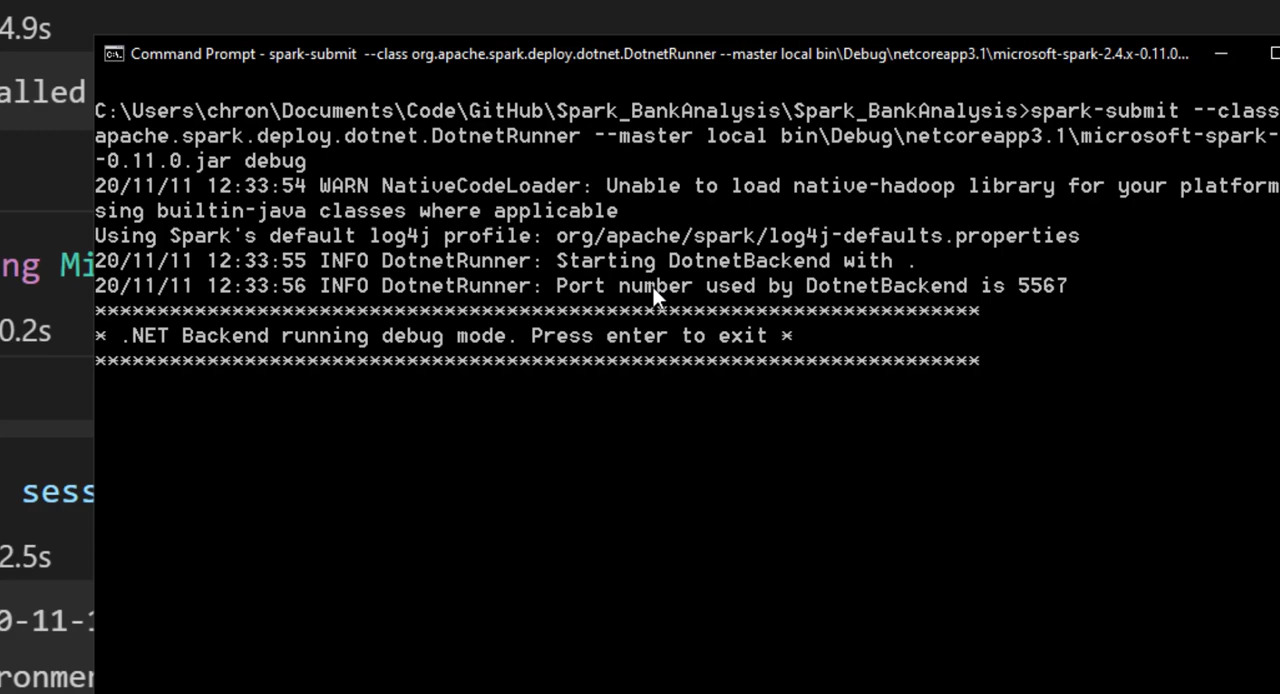 4.9s
Command Prompt - spark-submit --class org.apache.spark.deploy.dotnet.DotnetRunner --master local bin\Debug\netcoreapp3.1\microsoft-spark-2.4.x-0.11.0...
alled
C:\Users\chron\Documents\Code\GitHub\Spark_BankAnalysis\Spark_BankAnalysis>spark-submit --class
apache.spark.deploy.dotnet.DotnetRunner --master local bin\Debug\netcoreapp3.1\microsoft-spark-
-0.11.0.jar debug
20/11/11 12:33:54 WARN NativeCodeLoader: Unable to load native-hadoop library for your platform
sing builtin-java classes where applicable
Using Spark's default log4j profile: org/apache/spark/log4j-defaults.properties
ng Mi
20/11/11 12:33:55 INFO DotnetRunner: Starting DotnetBackend with .
20/11/11 12:33:56 INFO DotnetRunner: Port number used by DotnetBackend is 5567
***********************************************************************
0.2s
* .NET Backend running debug mode. Press enter to exit *
***********************************************************************
sess
2.5s
0-11-1
ronmen